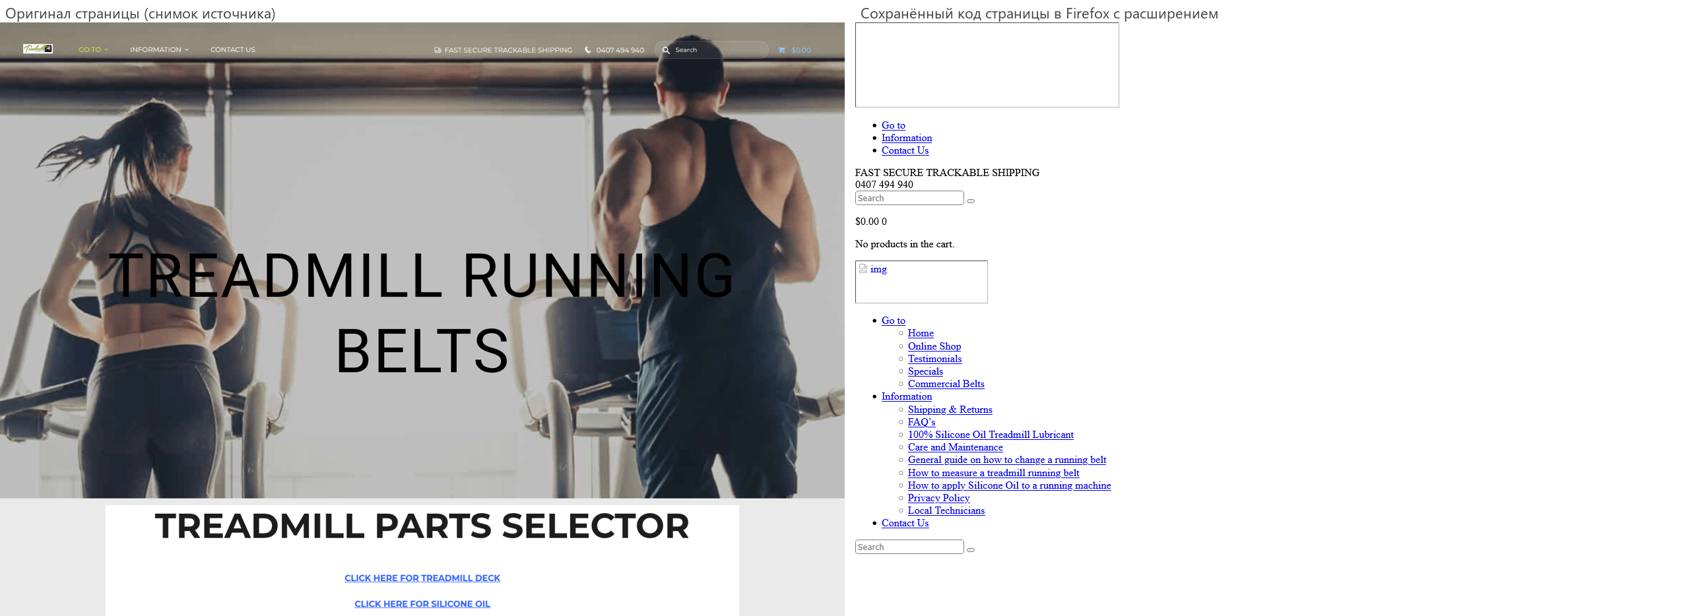 Оригинал страницы (снимок источника)
Treadmill
GO TO
INFORMATION
CONTACT US
FAST SECURE TRACKABLE SHIPPING
0407 494 940
Search
$0.00
TREADMILL RUNNING
BELTS
TREADMILL PARTS SELECTOR
CLICK HERE FOR TREADMILL DECK
CLICK HERE FOR SILICONE OIL
Сохранённый код страницы в Firefox с расширением
Go to
Information
Contact Us
FAST SECURE TRACKABLE SHIPPING
0407 494 940
Search
$0.00 0
No products in the cart.
img
Go to
Home
Online Shop
Testimonials
Specials
Commercial Belts
Information
Shipping & Returns
FAQ's
100% Silicone Oil Treadmill Lubricant
Care and Maintenance
General guide on how to change a running belt
How to measure a treadmill running belt
How to apply Silicone Oil to a running machine
Privacy Policy
Local Technicians
Contact Us
Search